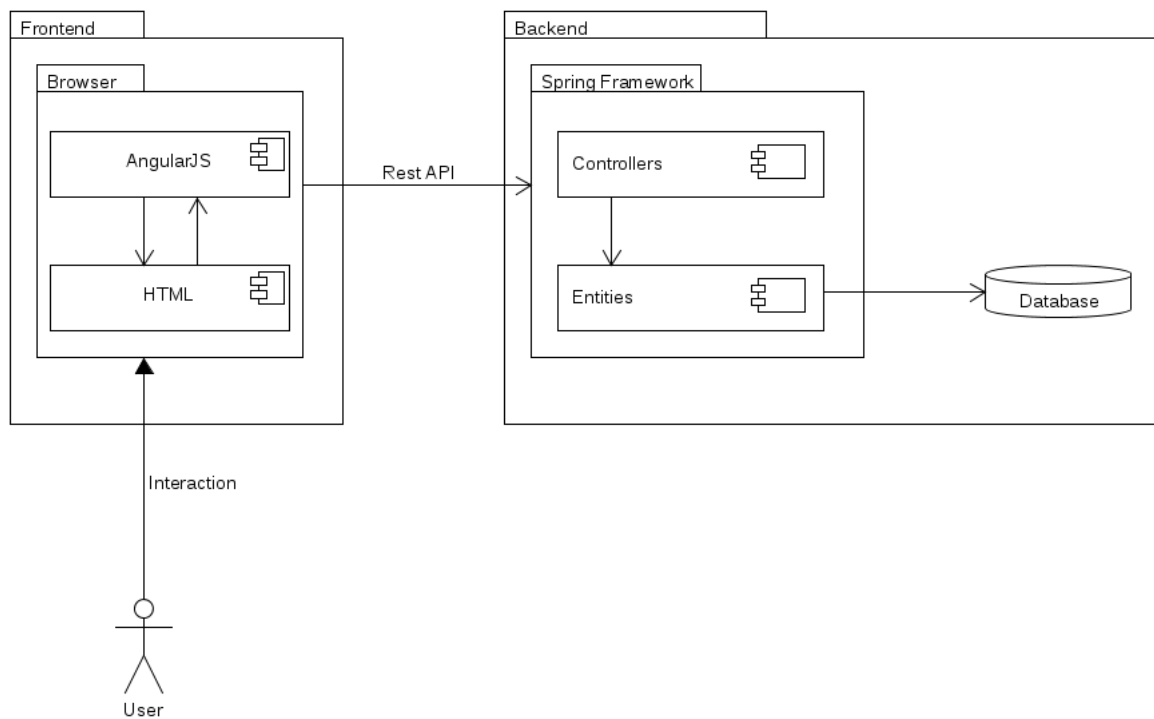 Frontend
Backend
Browser
Spring Framework
AngularJS
Controllers
Rest API
HTML
Entities
Database
Interaction
User